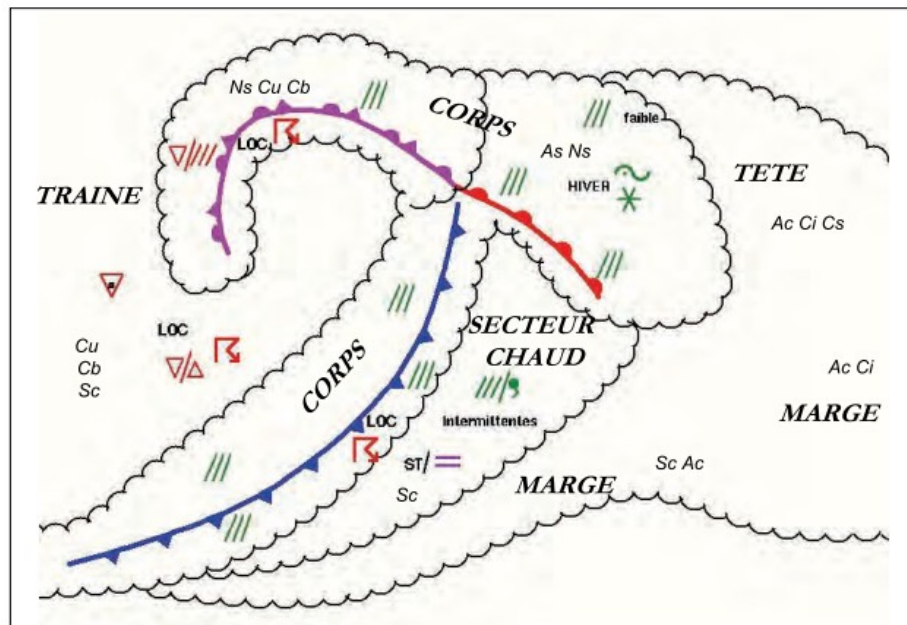 Ns Cu Cb
CORPS
faible
LOC
As Ns
TRAINE
HIVER
TETE
Ac Ci Cs
LOC
SECTEUR
CHAUD
Cu
Cb
Sc
CORPS
Ac Ci
LOC
Intermittentes
MARGE
ST/
Sc
MARGE
Sc Ac